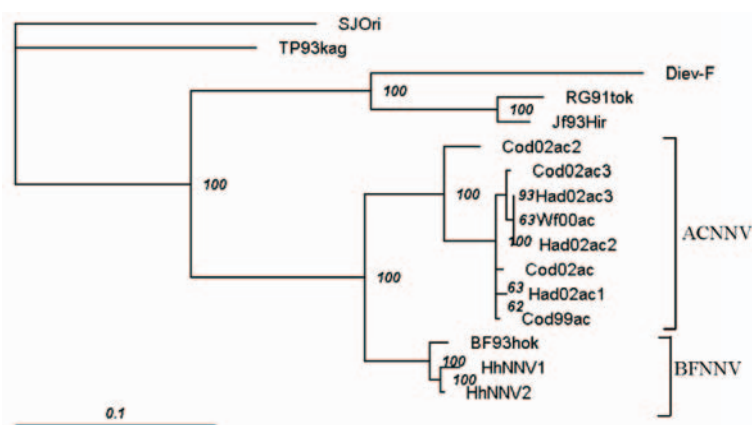 SJOri
TP93kag
Diev-F
100
RG91tok
100
Jf93Hir
Cod02ac2
Cod02ac3
100
100
93
Had02ac3
63
Wf00ac
100
Had02ac2
ACNNV
Cod02ac
100
63
Had02ac1
62
Cod99ac
BF93hok
100
HhNNV1
BFNNV
100
HhNNV2
0.1